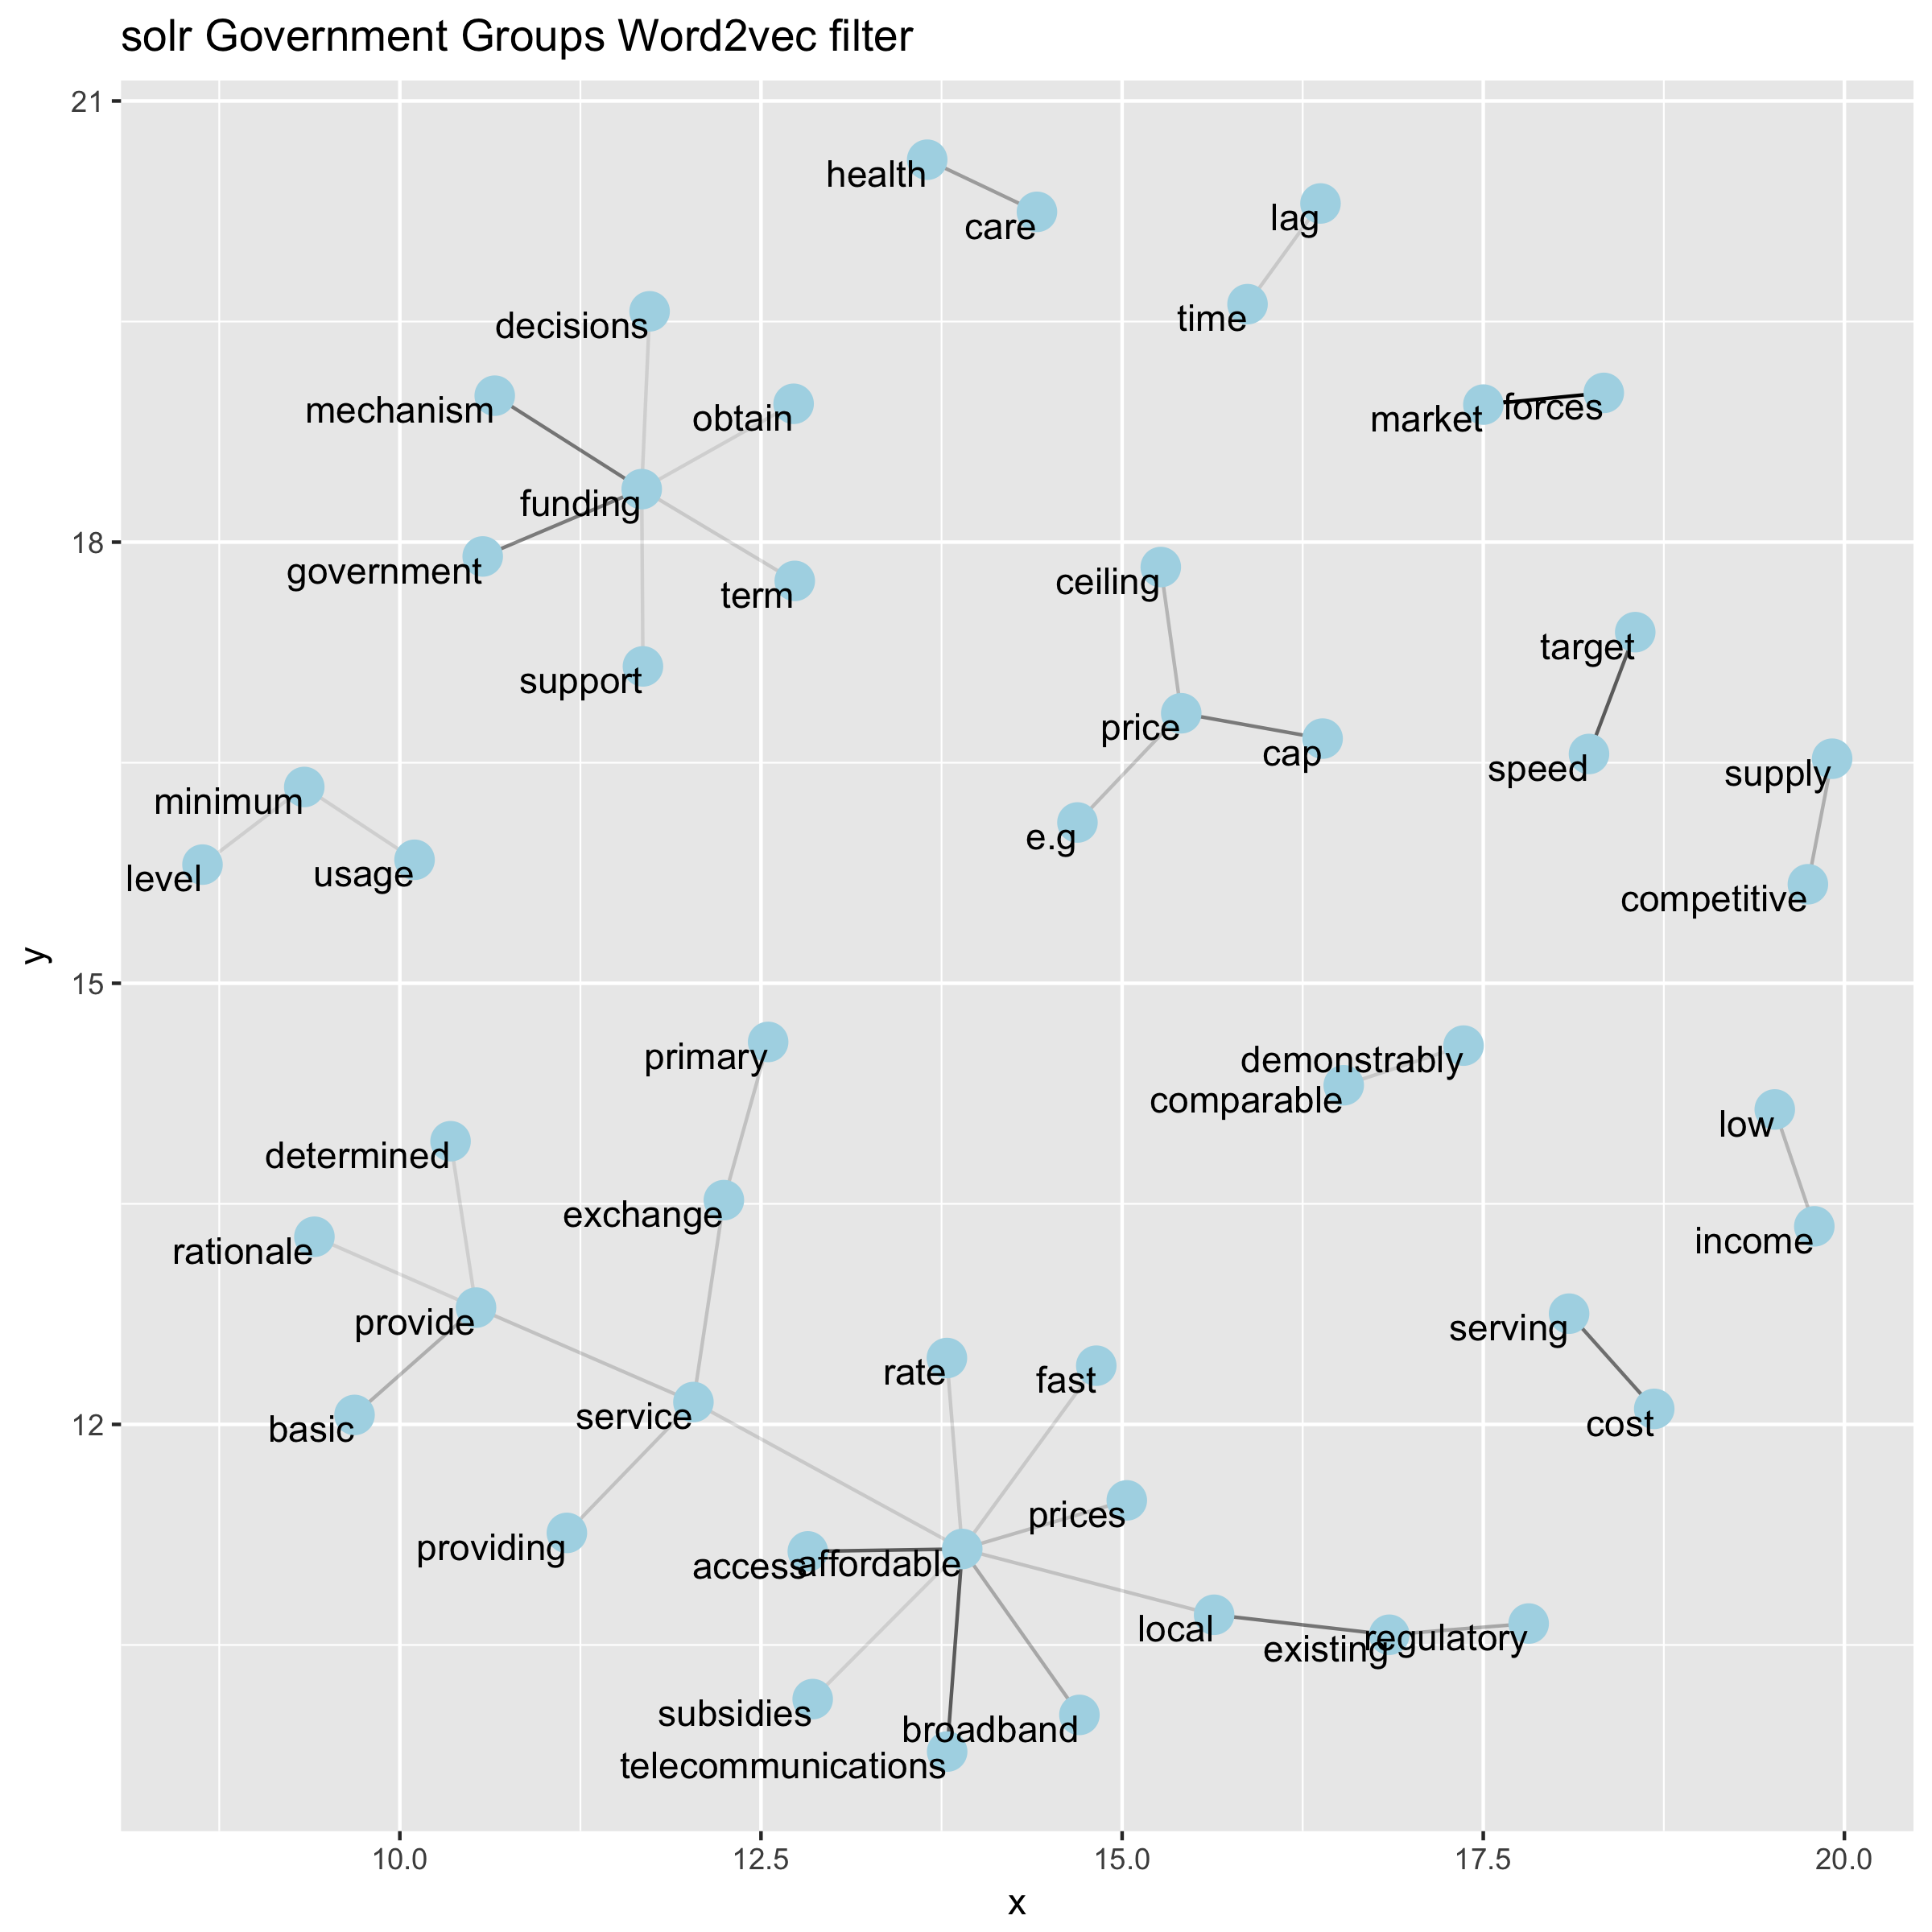 solr Government Groups Word2vec filter
21
health
care
lag
time
decisions
mechanism
obtain
market
forces
funding
18
government
ceiling
term
target
support
price
cap
speed
supply
minimum
e.g
level
usage
competitive
y
15
primary
demonstrably
comparable
low
determined
exchange
income
rationale
provide
serving
rate
fast
service
basic
12
cost
prices
providing
access
affordable
local
existing
regulatory
subsidies
broadband
telecommunications
10.0
12.5
15.0
17.5
20.0
x